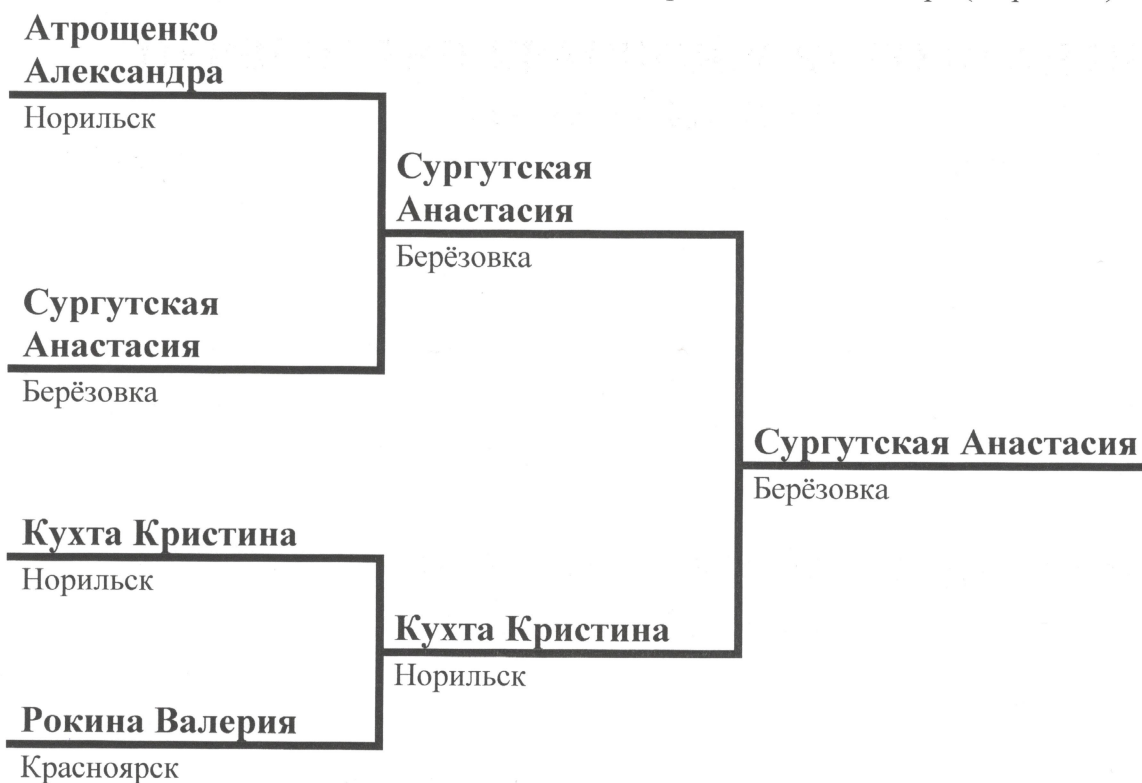 Атрощенко
Александра
Норильск
Сургутская
Анастасия
Берёзовка
Сургутская
Анастасия
Берёзовка
Сургутская Анастасия
Берёзовка
Кухта Кристина
Норильск
Кухта Кристина
Норильск
Рокина Валерия
Красноярск